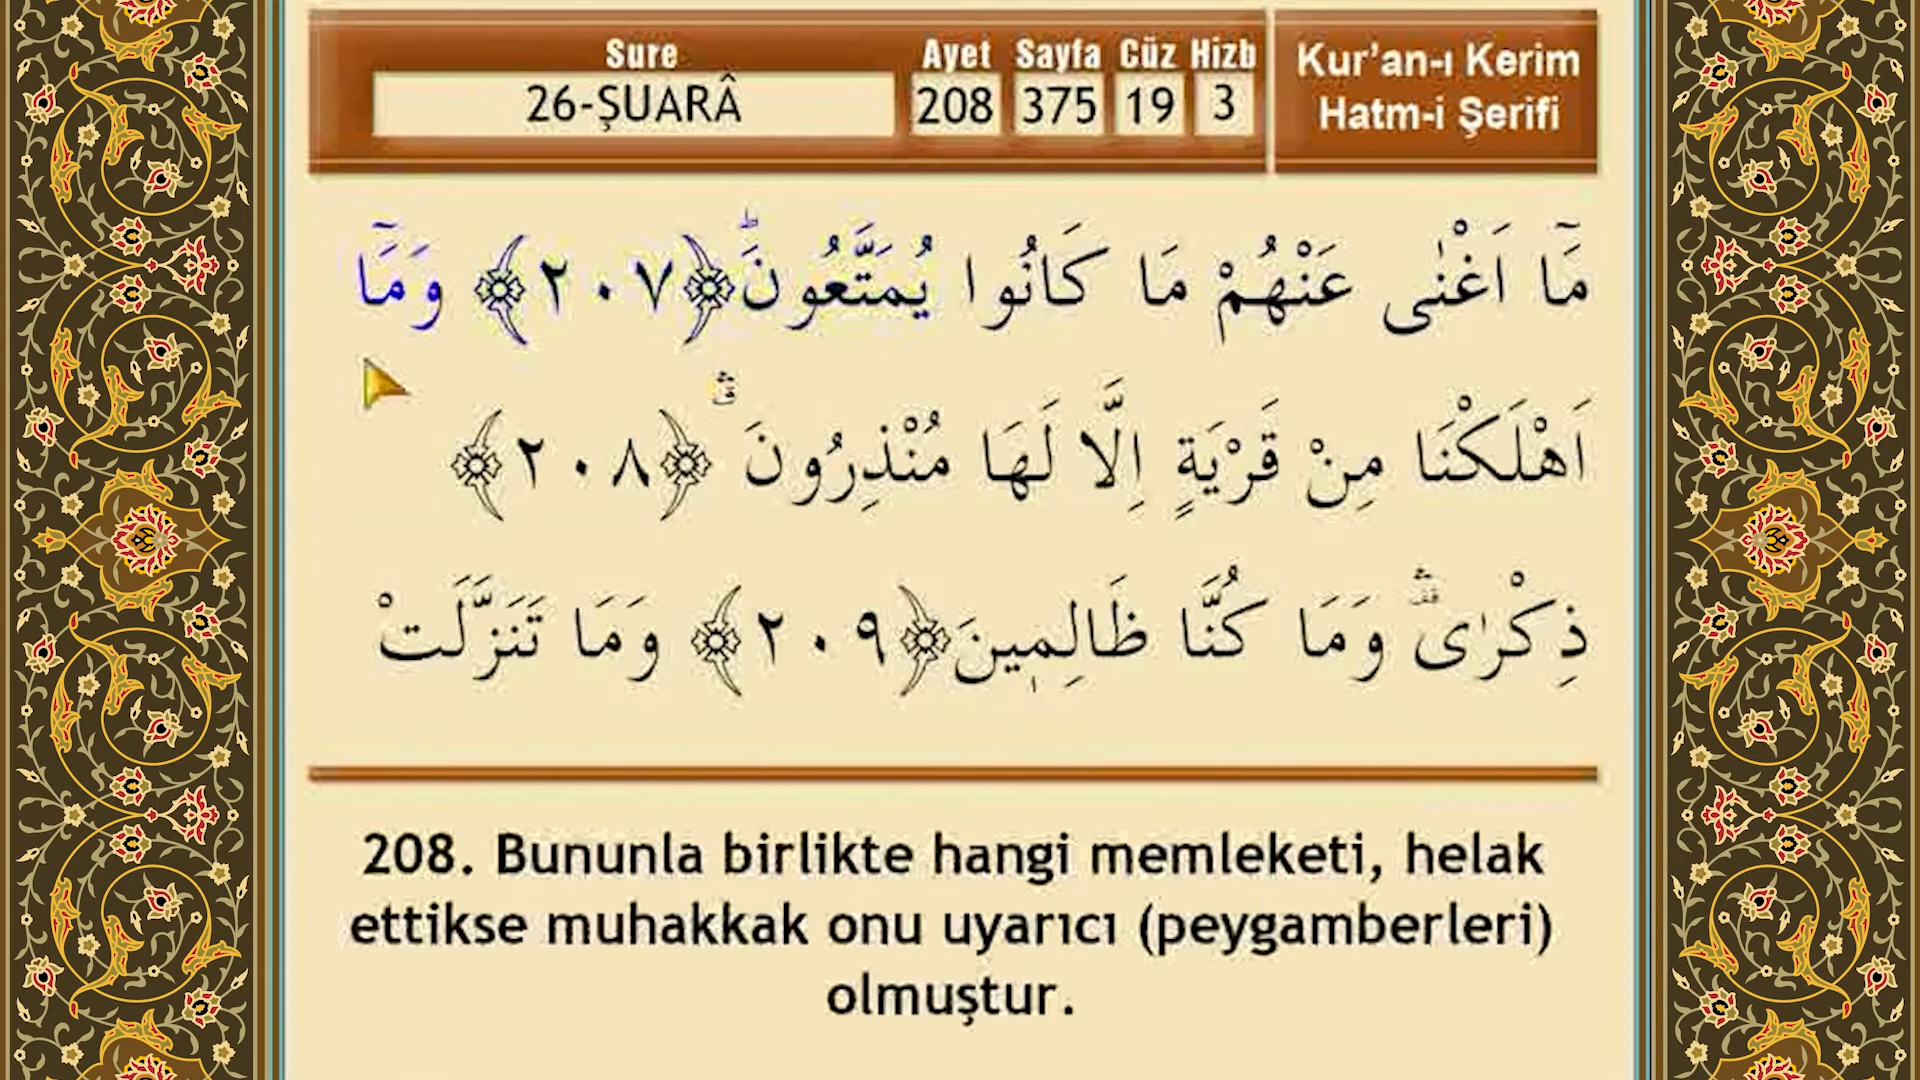 Sure
Ayet Sayfa Cüz Hizb
26-ŞUARÂ
208 375 19 3
Kur’an-ı Kerim
Hatm-i Şerifi
مَٓا اَغْنٰى عَنْهُمْ مَا كَانُوا يُمَتَّعُونَۜ ﴿٢٠٧﴾ وَمَٓا
اَهْلَكْنَا مِنْ قَرْيَةٍ اِلَّا لَهَا مُنْذِرُونَۗ ﴿٢٠٨﴾
ذِكْرٰىۛ وَمَا كُنَّا ظَالِمٖينَ ﴿٢٠٩﴾ وَمَا تَنَزَّلَتْ
208. Bununla birlikte hangi memleketi, helak
ettikse muhakkak onu uyarıcı (peygamberleri)
olmuştur.